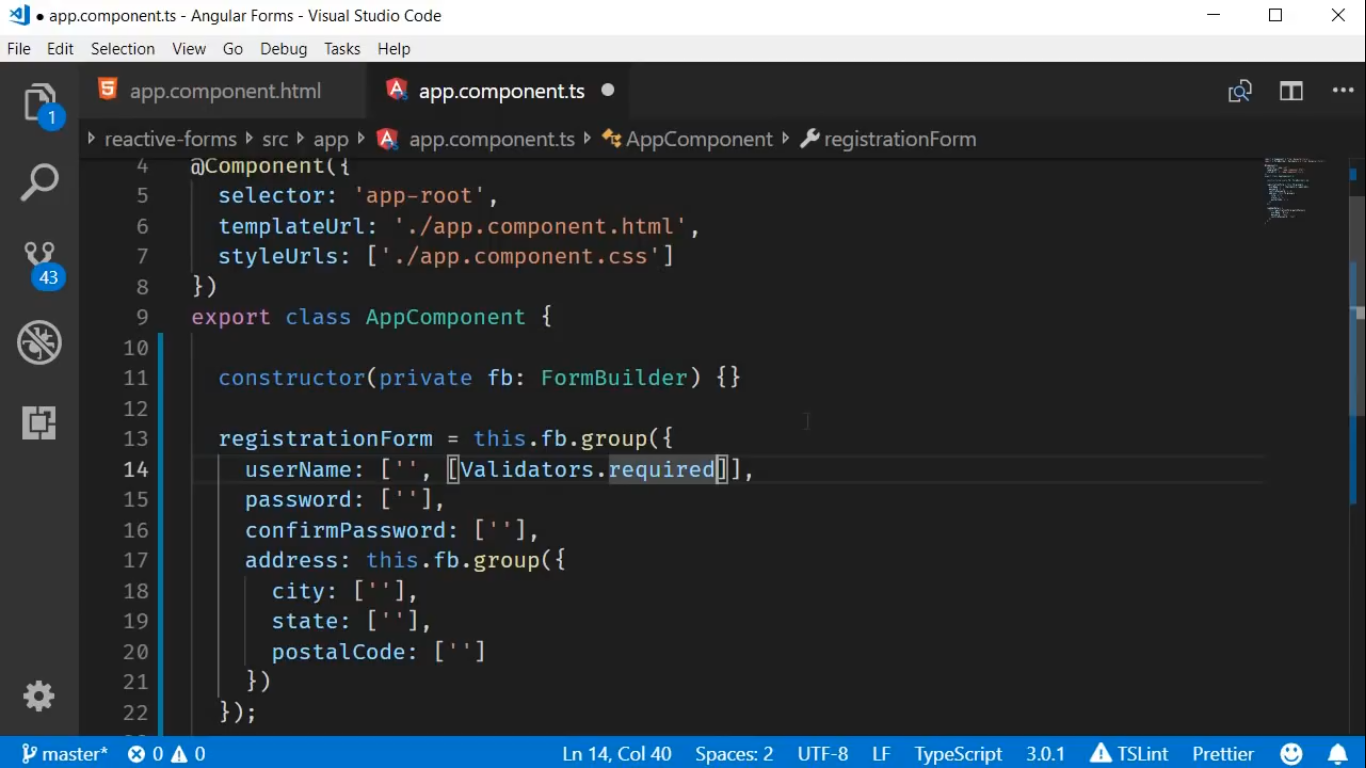 ● app.component.ts - Angular Forms - Visual Studio Code
File Edit Selection View Go Debug Tasks Help
app.component.html app.component.ts
reactive-forms src app app.component.ts AppComponent registrationForm
4 @Component({
5 selector: 'app-root',
6 templateUrl: './app.component.html',
7 styleUrls: ['./app.component.css']
8 })
9 export class AppComponent {
10
11 constructor(private fb: FormBuilder) {}
12
13 registrationForm = this.fb.group({
14 userName: ['', [Validators.required]],
15 password: [''],
16 confirmPassword: [''],
17 address: this.fb.group({
18 city: [''],
19 state: [''],
20 postalCode: ['']
21 })
22 });
1
43
master* 0 0 Ln 14, Col 40 Spaces: 2 UTF-8 LF TypeScript 3.0.1 TSLint Prettier